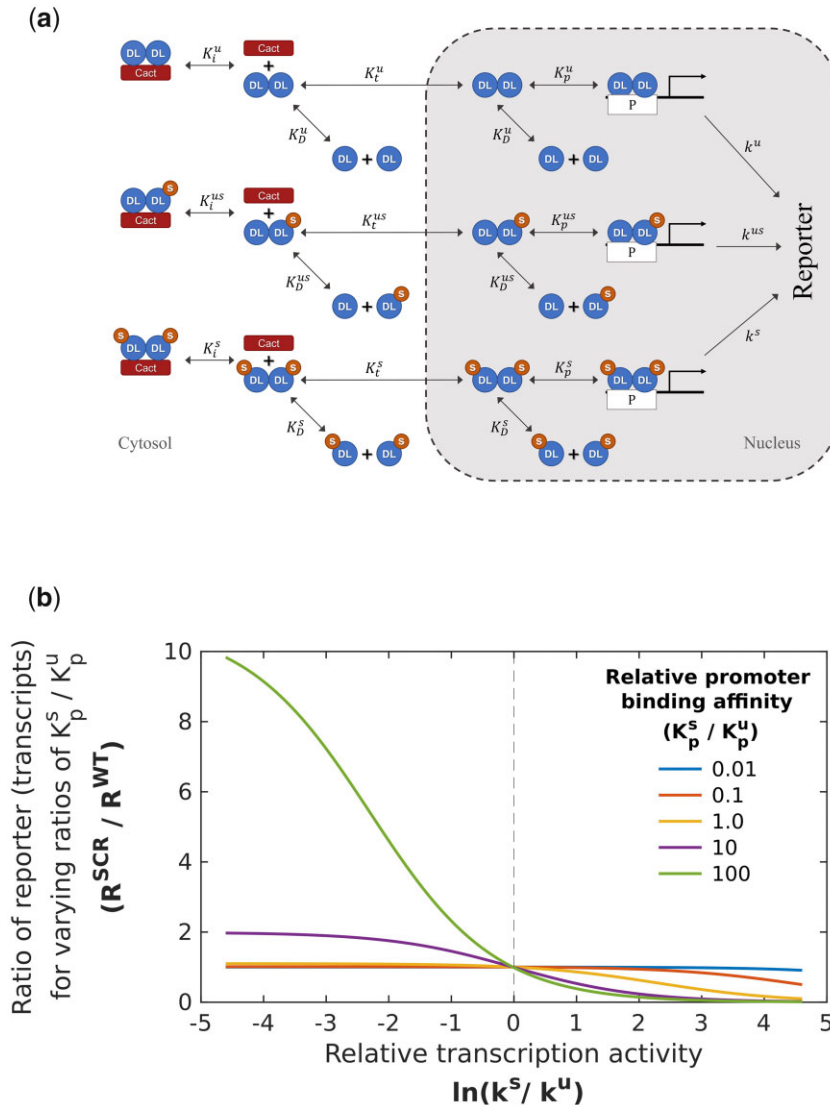 (a)
DL DL
Cact
K_i^u
Cact
+
DL DL
K_t^u
DL DL
K_p^u
DL DL
P
K_D^u
DL + DL
K_D^u
DL + DL
k^u
S
DL DL
Cact
K_i^us
Cact
+
S
DL DL
K_t^us
S
DL DL
K_p^us
S
DL DL
P
k^us
Reporter
K_D^us
S
DL + DL
K_D^us
S
DL + DL
k^s
S S
DL DL
Cact
K_i^s
Cact
+
S S
DL DL
K_t^s
S S
DL DL
K_p^s
S S
DL DL
P
K_D^s
S S
DL + DL
K_D^s
S S
DL + DL
Cytosol
Nucleus
(b)
Ratio of reporter (transcripts)
for varying ratios of K_p^s / K_p^u
(R^SCR / R^WT)
10
8
6
4
2
0
Relative promoter
binding affinity
(K_p^s / K_p^u)
0.01
0.1
1.0
10
100
-5 -4 -3 -2 -1 0 1 2 3 4 5
Relative transcription activity
ln(k^s/ k^u)